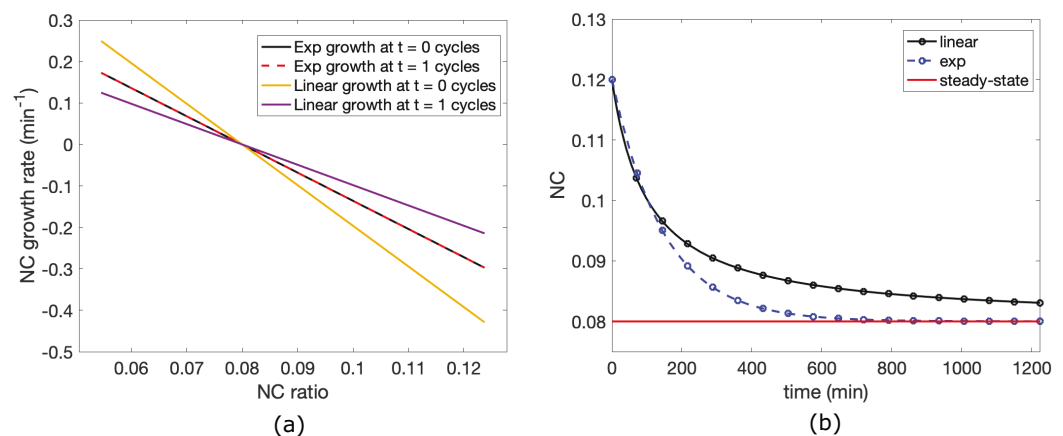 NC growth rate (min⁻¹)
0.3
0.2
0.1
0
-0.1
-0.2
-0.3
-0.4
-0.5
Exp growth at t = 0 cycles
Exp growth at t = 1 cycles
Linear growth at t = 0 cycles
Linear growth at t = 1 cycles
0.06 0.07 0.08 0.09 0.1 0.11 0.12
NC ratio
(a)
NC
0.13
0.12
0.11
0.1
0.09
0.08
linear
exp
steady-state
0 200 400 600 800 1000 1200
time (min)
(b)